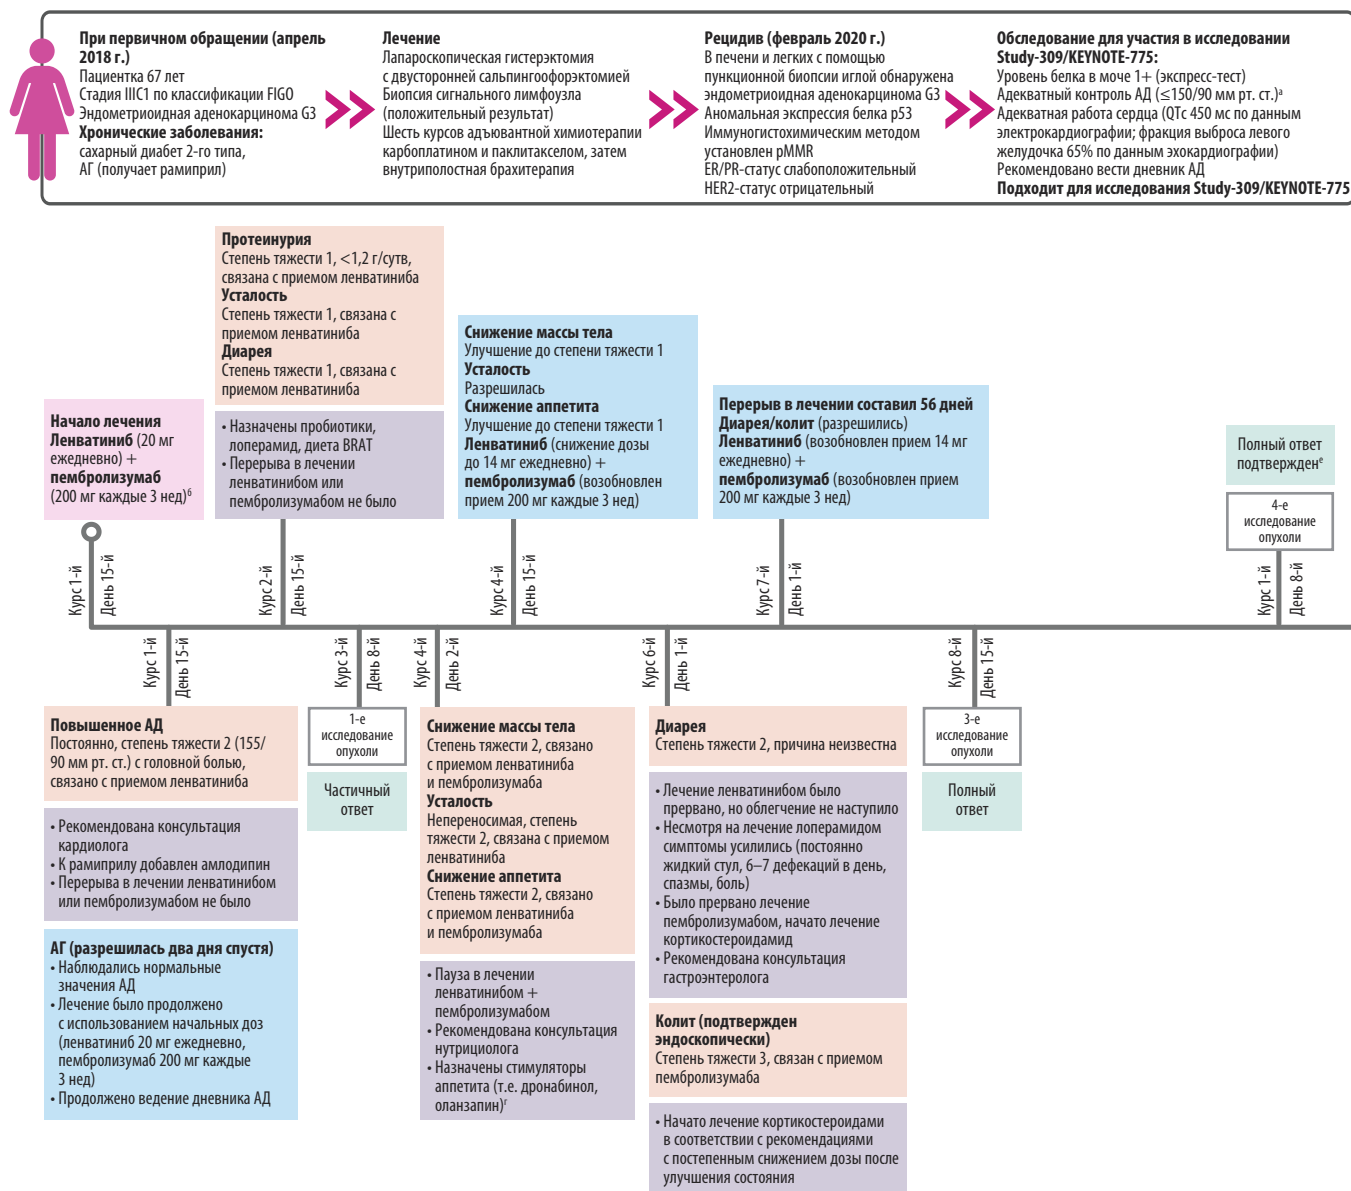 При первичном обращении (апрель
2018 г.)
Пациентка 67 лет
Стадия IIIC1 по классификации FIGO
Эндометриоидная аденокарцинома G3
Хронические заболевания:
сахарный диабет 2-го типа,
АГ (получает рамиприл)
Лечение
Лапароскопическая гистерэктомия
с двусторонней сальпингоофорэктомией
Биопсия сигнального лимфоузла
(положительный результат)
Шесть курсов адъювантной химиотерапии
карбоплатином и паклитакселом, затем
внутриполостная брахитерапия
Рецидив (февраль 2020 г.)
В печени и легких с помощью
пункционной биопсии иглой обнаружена
эндометриоидная аденокарцинома G3
Аномальная экспрессия белка p53
Иммуногистохимическим методом
установлен pMMR
ER/PR-статус слабоположительный
HER2-статус отрицательный
Обследование для участия в исследовании
Study-309/KEYNOTE-775:
Уровень белка в моче 1+ (экспресс-тест)
Адекватный контроль АД (≤150/90 мм рт. ст.)ᵃ
Адекватная работа сердца (QTc 450 мс по данным
электрокардиографии; фракция выброса левого
желудочка 65% по данным эхокардиографии)
Рекомендовано вести дневник АД
Подходит для исследования Study-309/KEYNOTE-775
Начало лечения
Ленватиниб (20 мг
ежедневно) +
пембролизумаб
(200 мг каждые 3 нед)ᵇ
Протеинурия
Степень тяжести 1, <1,2 г/сутв,
связана с приемом ленватиниба
Усталость
Степень тяжести 1, связана с
приемом ленватиниба
Диарея
Степень тяжести 1, связана с
приемом ленватиниба
• Назначены пробиотики,
лоперамид, диета BRAT
• Перерыва в лечении
ленватинибом или
пембролизумабом не было
Снижение массы тела
Улучшение до степени тяжести 1
Усталость
Разрешилась
Снижение аппетита
Улучшение до степени тяжести 1
Ленватиниб (снижение дозы
до 14 мг ежедневно) +
пембролизумаб (возобновлен
прием 200 мг каждые 3 нед)
Перерыв в лечении составил 56 дней
Диарея/колит (разрешились)
Ленватиниб (возобновлен прием 14 мг
ежедневно) +
пембролизумаб (возобновлен прием
200 мг каждые 3 нед)
Полный ответ
подтвержденᵉ
4-е
исследование
опухоли
Курс 1-й
День 15-й
Курс 2-й
День 15-й
Курс 4-й
День 15-й
Курс 7-й
День 1-й
Курс 1-й
День 8-й
Курс 1-й
День 15-й
Курс 3-й
День 8-й
Курс 4-й
День 2-й
Курс 6-й
День 1-й
Курс 8-й
День 15-й
Повышенное АД
Постоянно, степень тяжести 2 (155/
90 мм рт. ст.) с головной болью,
связано с приемом ленватиниба
• Рекомендована консультация
кардиолога
• К рамиприлу добавлен амлодипин
• Перерыва в лечении ленватинибом
или пембролизумабом не было
АГ (разрешилась два дня спустя)
• Наблюдались нормальные
значения АД
• Лечение было продолжено
с использованием начальных доз
(ленватиниб 20 мг ежедневно,
пембролизумаб 200 мг каждые
3 нед)
• Продолжено ведение дневника АД
1-е
исследование
опухоли
Частичный
ответ
Снижение массы тела
Степень тяжести 2, связано
с приемом ленватиниба
и пембролизумаба
Усталость
Непереносимая, степень
тяжести 2, связана с приемом
ленватиниба
Снижение аппетита
Степень тяжести 2, связано
с приемом ленватиниба
и пембролизумаба
• Пауза в лечении
ленватинибом +
пембролизумабом
• Рекомендована консультация
нутрициолога
• Назначены стимуляторы
аппетита (т.е. дронабинол,
оланзапин)ᴦ
Диарея
Степень тяжести 2, причина неизвестна
• Лечение ленватинибом было
прервано, но облегчение не наступило
• Несмотря на лечение лоперамидом
симптомы усилились (постоянно
жидкий стул, 6–7 дефекаций в день,
спазмы, боль)
• Было прервано лечение
пембролизумабом, начато лечение
кортикостероидамид
• Рекомендована консультация
гастроэнтеролога
Колит (подтвержден
эндоскопически)
Степень тяжести 3, связан с приемом
пембролизумаба
• Начато лечение кортикостероидами
в соответствии с рекомендациями
с постепенным снижением дозы после
улучшения состояния
3-е
исследование
опухоли
Полный
ответ